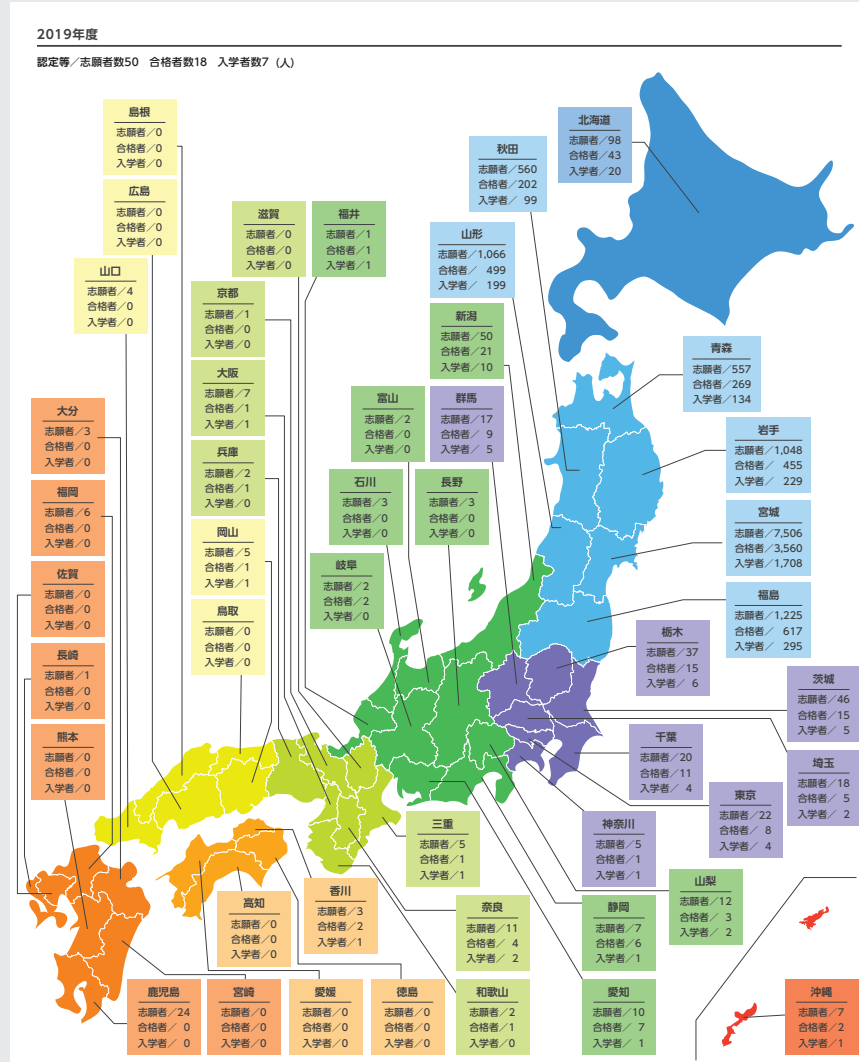 2019年度
認定等／志願者数50 合格者数18 入学者数7（人）
島根
志願者／0
合格者／0
入学者／0
広島
志願者／0
合格者／0
入学者／0
山口
志願者／4
合格者／0
入学者／0
滋賀
志願者／0
合格者／0
入学者／0
福井
志願者／1
合格者／1
入学者／1
京都
志願者／1
合格者／0
入学者／0
大阪
志願者／7
合格者／1
入学者／1
兵庫
志願者／2
合格者／1
入学者／0
岡山
志願者／5
合格者／1
入学者／1
鳥取
志願者／0
合格者／0
入学者／0
大分
志願者／3
合格者／0
入学者／0
福岡
志願者／6
合格者／0
入学者／0
佐賀
志願者／0
合格者／0
入学者／0
長崎
志願者／1
合格者／0
入学者／0
熊本
志願者／0
合格者／0
入学者／0
北海道
志願者／98
合格者／43
入学者／20
秋田
志願者／560
合格者／202
入学者／ 99
山形
志願者／1,066
合格者／ 499
入学者／ 199
新潟
志願者／50
合格者／21
入学者／10
富山
志願者／2
合格者／0
入学者／0
群馬
志願者／17
合格者／ 9
入学者／ 5
石川
志願者／3
合格者／0
入学者／0
長野
志願者／3
合格者／0
入学者／0
岐阜
志願者／2
合格者／2
入学者／0
青森
志願者／557
合格者／269
入学者／134
岩手
志願者／1,048
合格者／ 455
入学者／ 229
宮城
志願者／7,506
合格者／3,560
入学者／1,708
福島
志願者／1,225
合格者／ 617
入学者／ 295
栃木
志願者／37
合格者／15
入学者／ 6
茨城
志願者／46
合格者／15
入学者／ 5
千葉
志願者／20
合格者／11
入学者／ 4
埼玉
志願者／18
合格者／ 5
入学者／ 2
東京
志願者／22
合格者／ 8
入学者／ 4
神奈川
志願者／5
合格者／1
入学者／1
三重
志願者／5
合格者／1
入学者／1
山梨
志願者／12
合格者／ 3
入学者／ 2
香川
志願者／3
合格者／2
入学者／1
高知
志願者／0
合格者／0
入学者／0
奈良
志願者／11
合格者／ 4
入学者／ 2
静岡
志願者／7
合格者／6
入学者／1
鹿児島
志願者／24
合格者／ 0
入学者／ 0
宮崎
志願者／0
合格者／0
入学者／0
愛媛
志願者／0
合格者／0
入学者／0
徳島
志願者／0
合格者／0
入学者／0
和歌山
志願者／2
合格者／1
入学者／0
愛知
志願者／10
合格者／ 7
入学者／ 1
沖縄
志願者／7
合格者／2
入学者／1